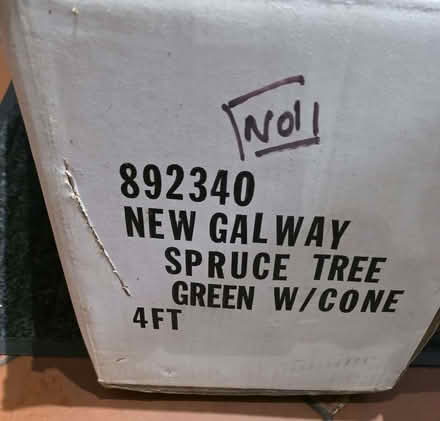 No11
892340
NEW GALWAY
SPRUCE TREE
GREEN W/CONE
4FT